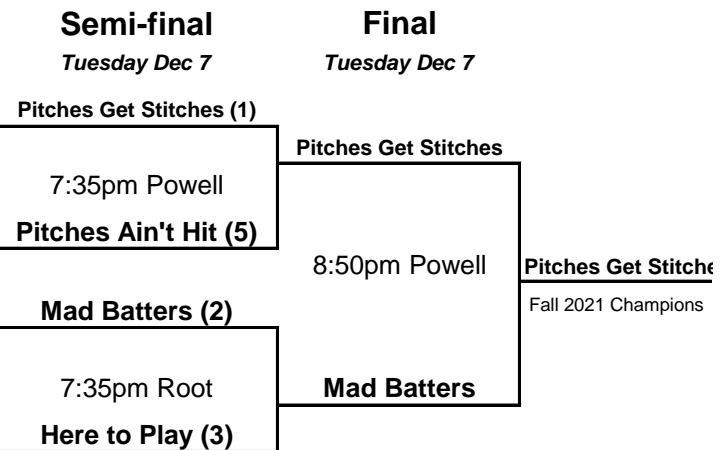 Semi-final
Final
Tuesday Dec 7
Tuesday Dec 7
Pitches Get Stitches (1)
Pitches Get Stitches
7:35pm Powell
Pitches Ain't Hit (5)
8:50pm Powell
Pitches Get Stitche
Fall 2021 Champions
Mad Batters (2)
7:35pm Root
Mad Batters
Here to Play (3)